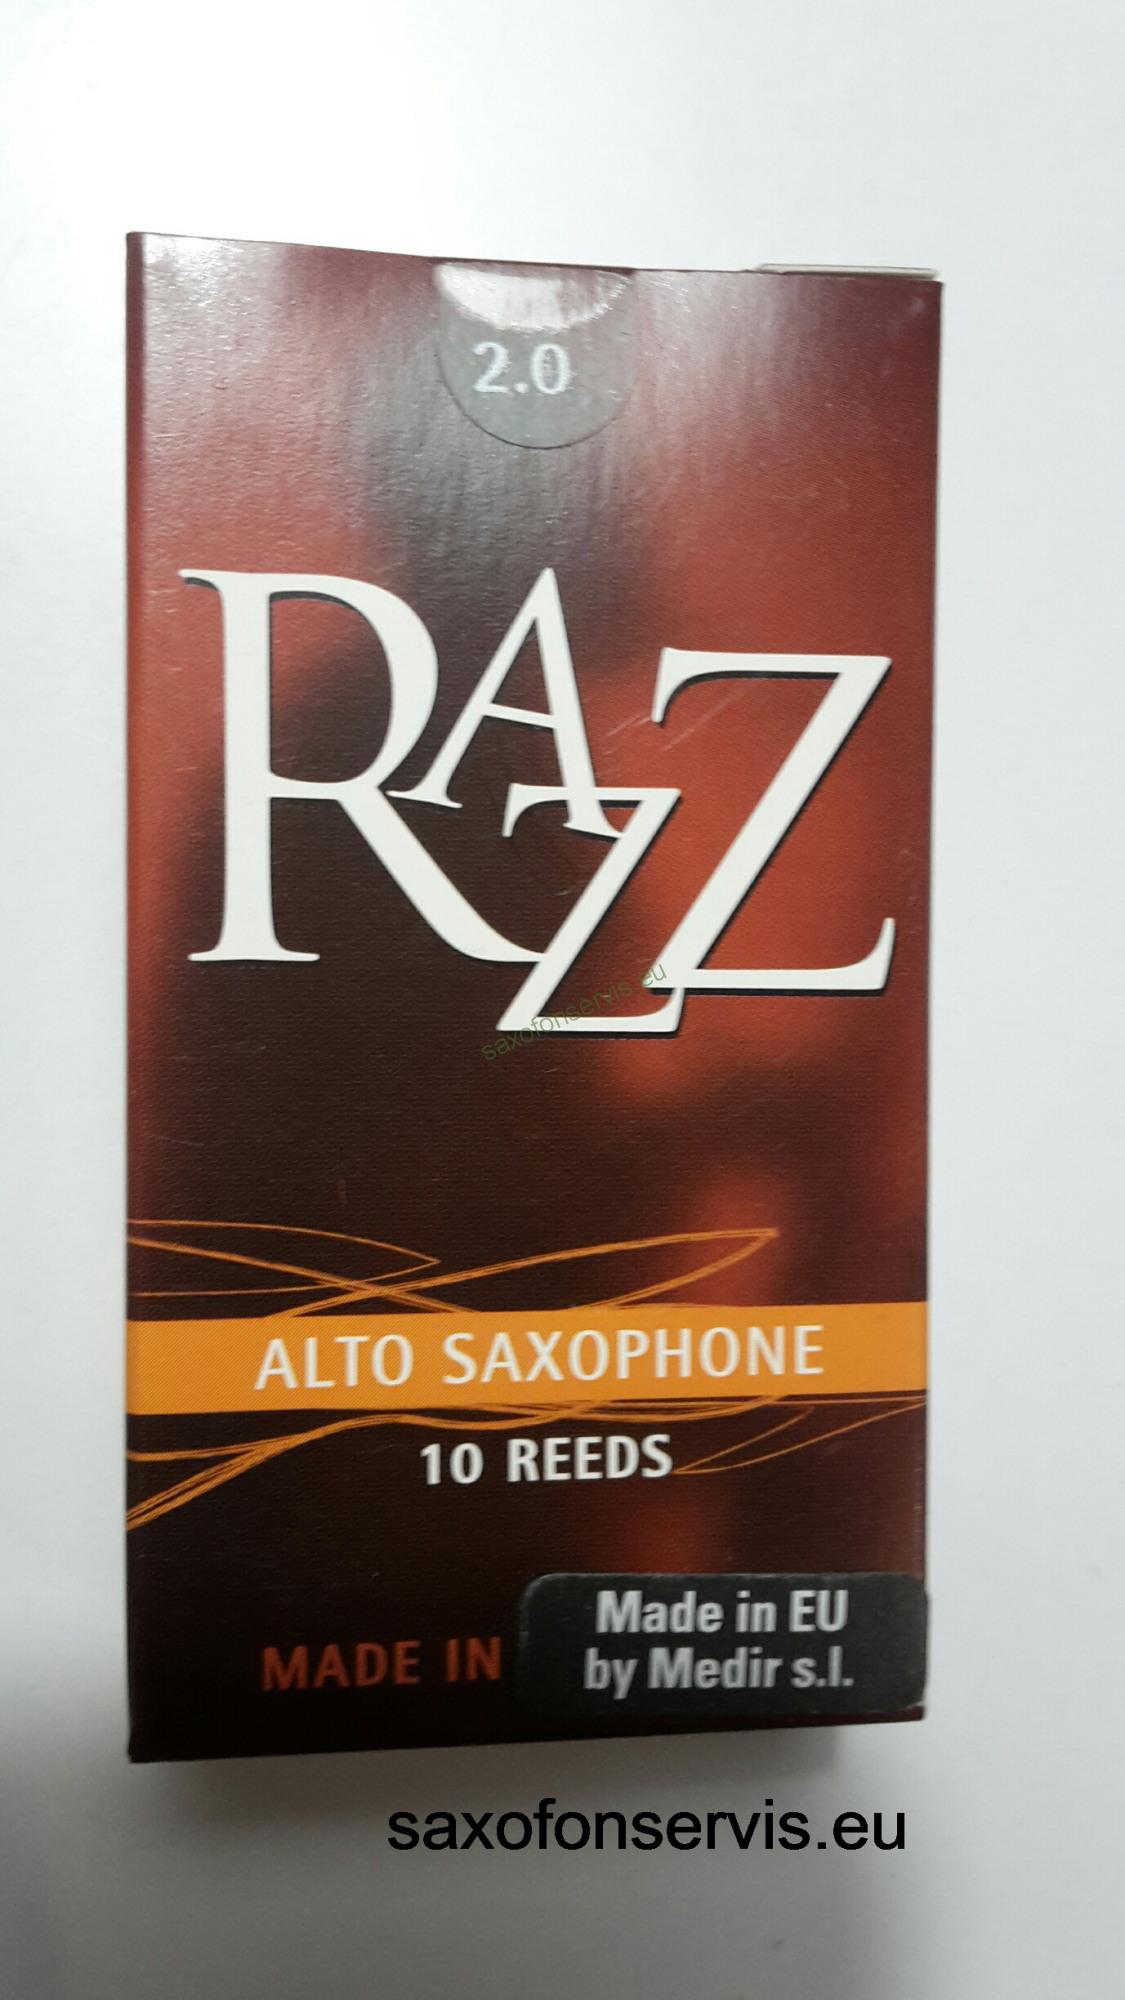 2.0
RAZZ
saxofonservis.eu
ALTO SAXOPHONE
10 REEDS
MADE IN
Made in EU
by Medir s.l.
saxofonservis.eu